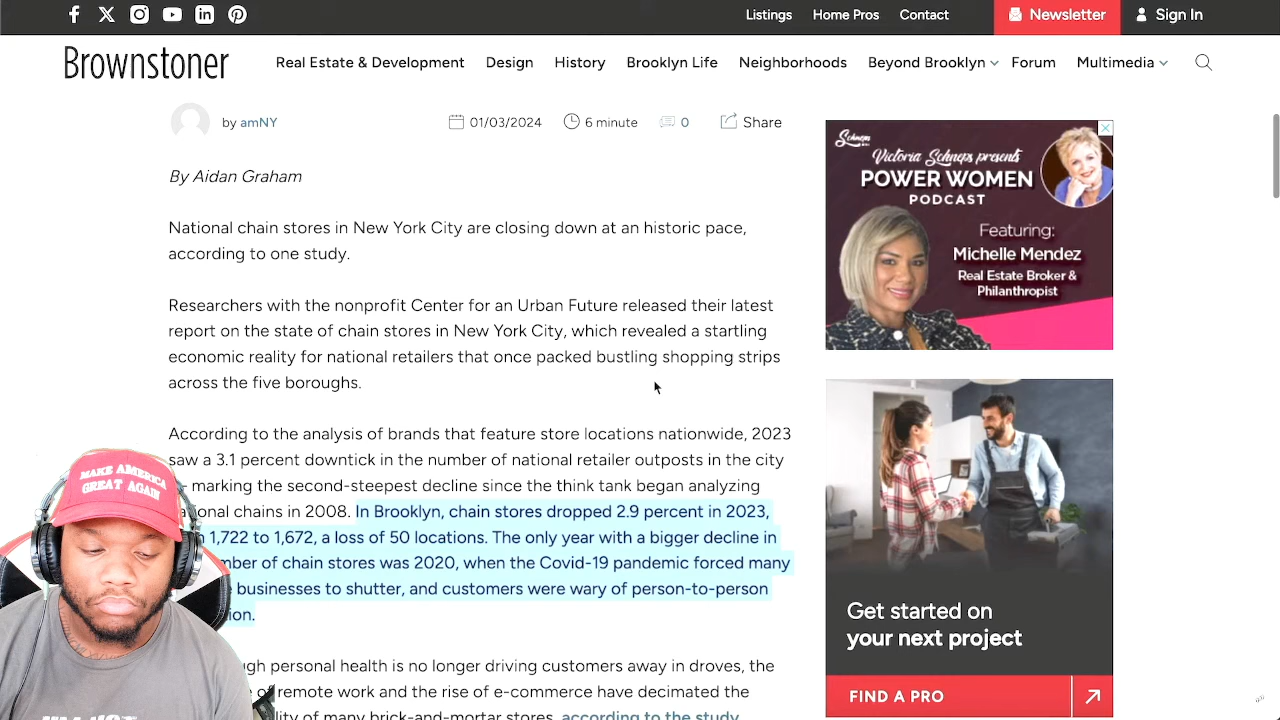 Listings Home Pros Contact Newsletter Sign In
Brownstoner Real Estate & Development Design History Brooklyn Life Neighborhoods Beyond Brooklyn Forum Multimedia
by amNY 01/03/2024 6 minute 0 Share
By Aidan Graham
National chain stores in New York City are closing down at an historic pace,
according to one study.
Researchers with the nonprofit Center for an Urban Future released their latest
report on the state of chain stores in New York City, which revealed a startling
economic reality for national retailers that once packed bustling shopping strips
across the five boroughs.
According to the analysis of brands that feature store locations nationwide, 2023
saw a 3.1 percent downtick in the number of national retailer outposts in the city
marking the second-steepest decline since the think tank began analyzing
chains in 2008. In Brooklyn, chain stores dropped 2.9 percent in 2023,
1,722 to 1,672, a loss of 50 locations. The only year with a bigger decline in
of chain stores was 2020, when the Covid-19 pandemic forced many
businesses to shutter, and customers were wary of person-to-person
personal health is no longer driving customers away in droves, the
of remote work and the rise of e-commerce have decimated the
of many brick-and-mortar stores, according to the study.
Schneps
Victoria Schneps presents
POWER WOMEN
PODCAST
Featuring:
Michelle Mendez
Real Estate Broker &
Philanthropist
Get started on
your next project
FIND A PRO
MAKE AMERICA
GREAT AGAIN